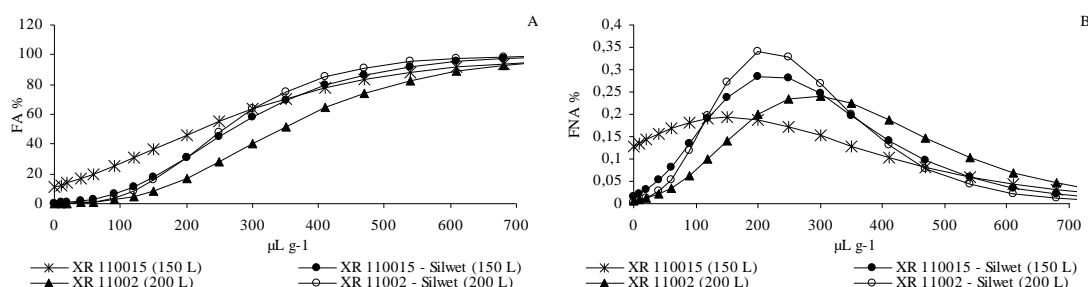 A
120
100
80
60
40
20
0
FA %
0 100 200 300 400 500 600 700
µL g-1
XR 110015 (150 L) XR 110015 - Silwet (150 L)
XR 11002 (200 L) XR 11002 - Silwet (200 L)
B
0,4
0,35
0,3
0,25
0,2
0,15
0,1
0,05
0
FNA %
0 100 200 300 400 500 600 700
µL g-1
XR 110015 (150 L) XR 110015 - Silwet (150 L)
XR 11002 (200 L) XR 11002 - Silwet (200 L)